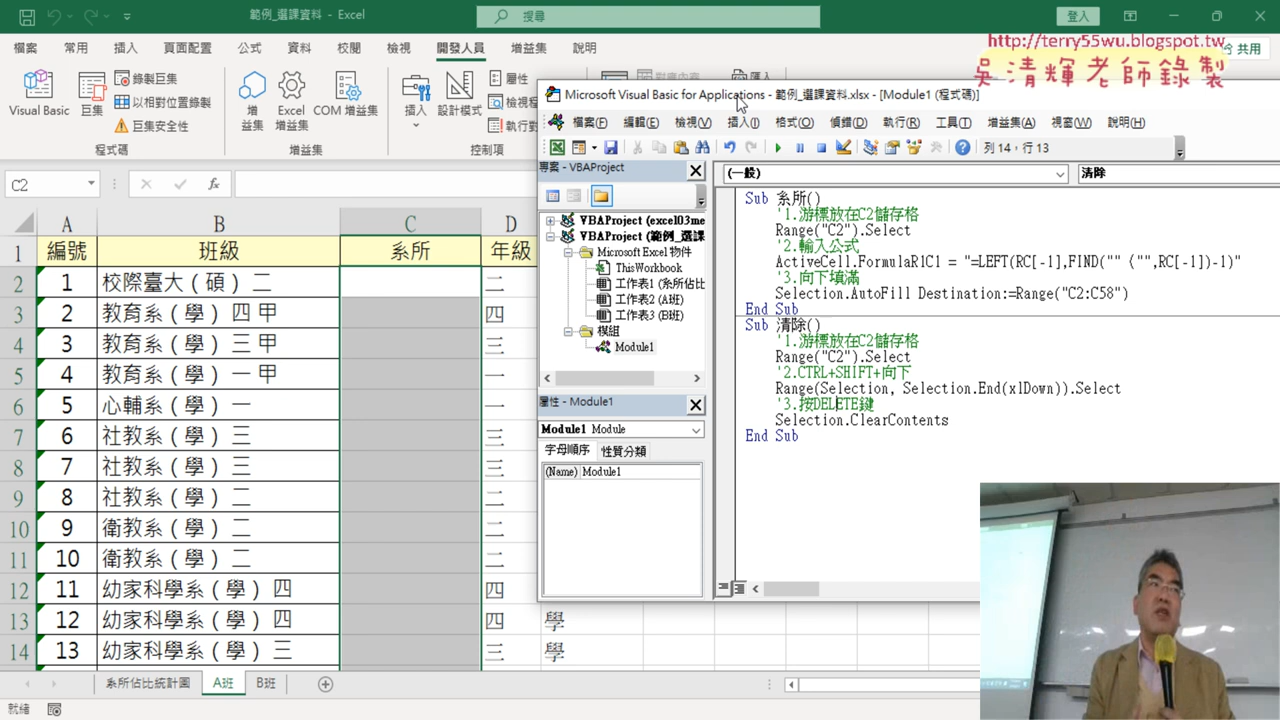 範例_選課資料 - Excel
搜尋
登入
檔案 常用 插入 頁面配置 公式 資料 校閱 檢視 開發人員 增益集 說明
共用
http://terry55wu.blogspot.tw
吳清輝老師錄製
Visual Basic
巨集
錄製巨集
以相對位置錄製
巨集安全性
程式碼
增益集
Excel 增益集
COM 增益集
增益集
插入
設計模式
屬性
檢視程
執行對
控制項
匯入
Microsoft Visual Basic for Applications - 範例_選課資料.xlsx - [Module1 (程式碼)]
檔案(F) 編輯(E) 檢視(V) 插入(I) 格式(O) 偵錯(D) 執行(R) 工具(T) 增益集(A) 視窗(W) 說明(H)
列 14，行 13
專案 - VBAProject
VBAProject (excel03me
VBAProject (範例_選課
Microsoft Excel 物件
ThisWorkbook
工作表1 (系所佔比
工作表2 (A班)
工作表3 (B班)
模組
Module1
屬性 - Module1
Module1 Module
字母順序 性質分類
(Name) Module1
(一般)
清除
Sub 系所()
'1.游標放在C2儲存格
Range("C2").Select
'2.輸入公式
ActiveCell.FormulaR1C1 = "=LEFT(RC[-1],FIND(""（"",RC[-1])-1)"
'3.向下填滿
Selection.AutoFill Destination:=Range("C2:C58")
End Sub
Sub 清除()
'1.游標放在C2儲存格
Range("C2").Select
'2.CTRL+SHIFT+向下
Range(Selection, Selection.End(xlDown)).Select
'3.按DELETE鍵
Selection.ClearContents
End Sub
C2
fx
A B C D
1 編號 班級 系所 年級
2 1 校際臺大（碩） 二 二
3 2 教育系（學） 四 甲 四
4 3 教育系（學） 三 甲 三
5 4 教育系（學） 一 甲 一
6 5 心輔系（學） 一 一
7 6 社教系（學） 三 三
8 7 社教系（學） 三 三
9 8 社教系（學） 二 二
10 9 衛教系（學） 二 二
11 10 衛教系（學） 二 二
12 11 幼家科學系（學） 四 四
13 12 幼家科學系（學） 四 四 學
14 13 幼家科學系（學） 三 三 學
系所佔比統計圖 A班 B班
就緒